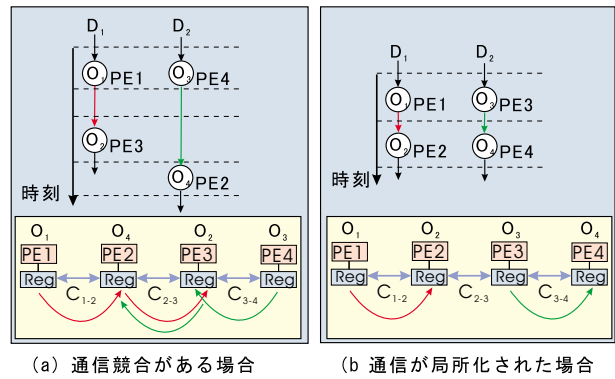 D₁ D₂
O₁ PE1 O₃ PE4
O₂ PE3
O₄ PE2
時刻
O₁ O₄ O₂ O₃
PE1 PE2 PE3 PE4
Reg Reg Reg Reg
C₁₋₂ C₂₋₃ C₃₋₄
(a) 通信競合がある場合
D₁ D₂
O₁ PE1 O₃ PE3
O₂ PE2 O₄ PE4
時刻
O₁ O₂ O₃ O₄
PE1 PE2 PE3 PE4
Reg Reg Reg Reg
C₁₋₂ C₂₋₃ C₃₋₄
(b 通信が局所化された場合